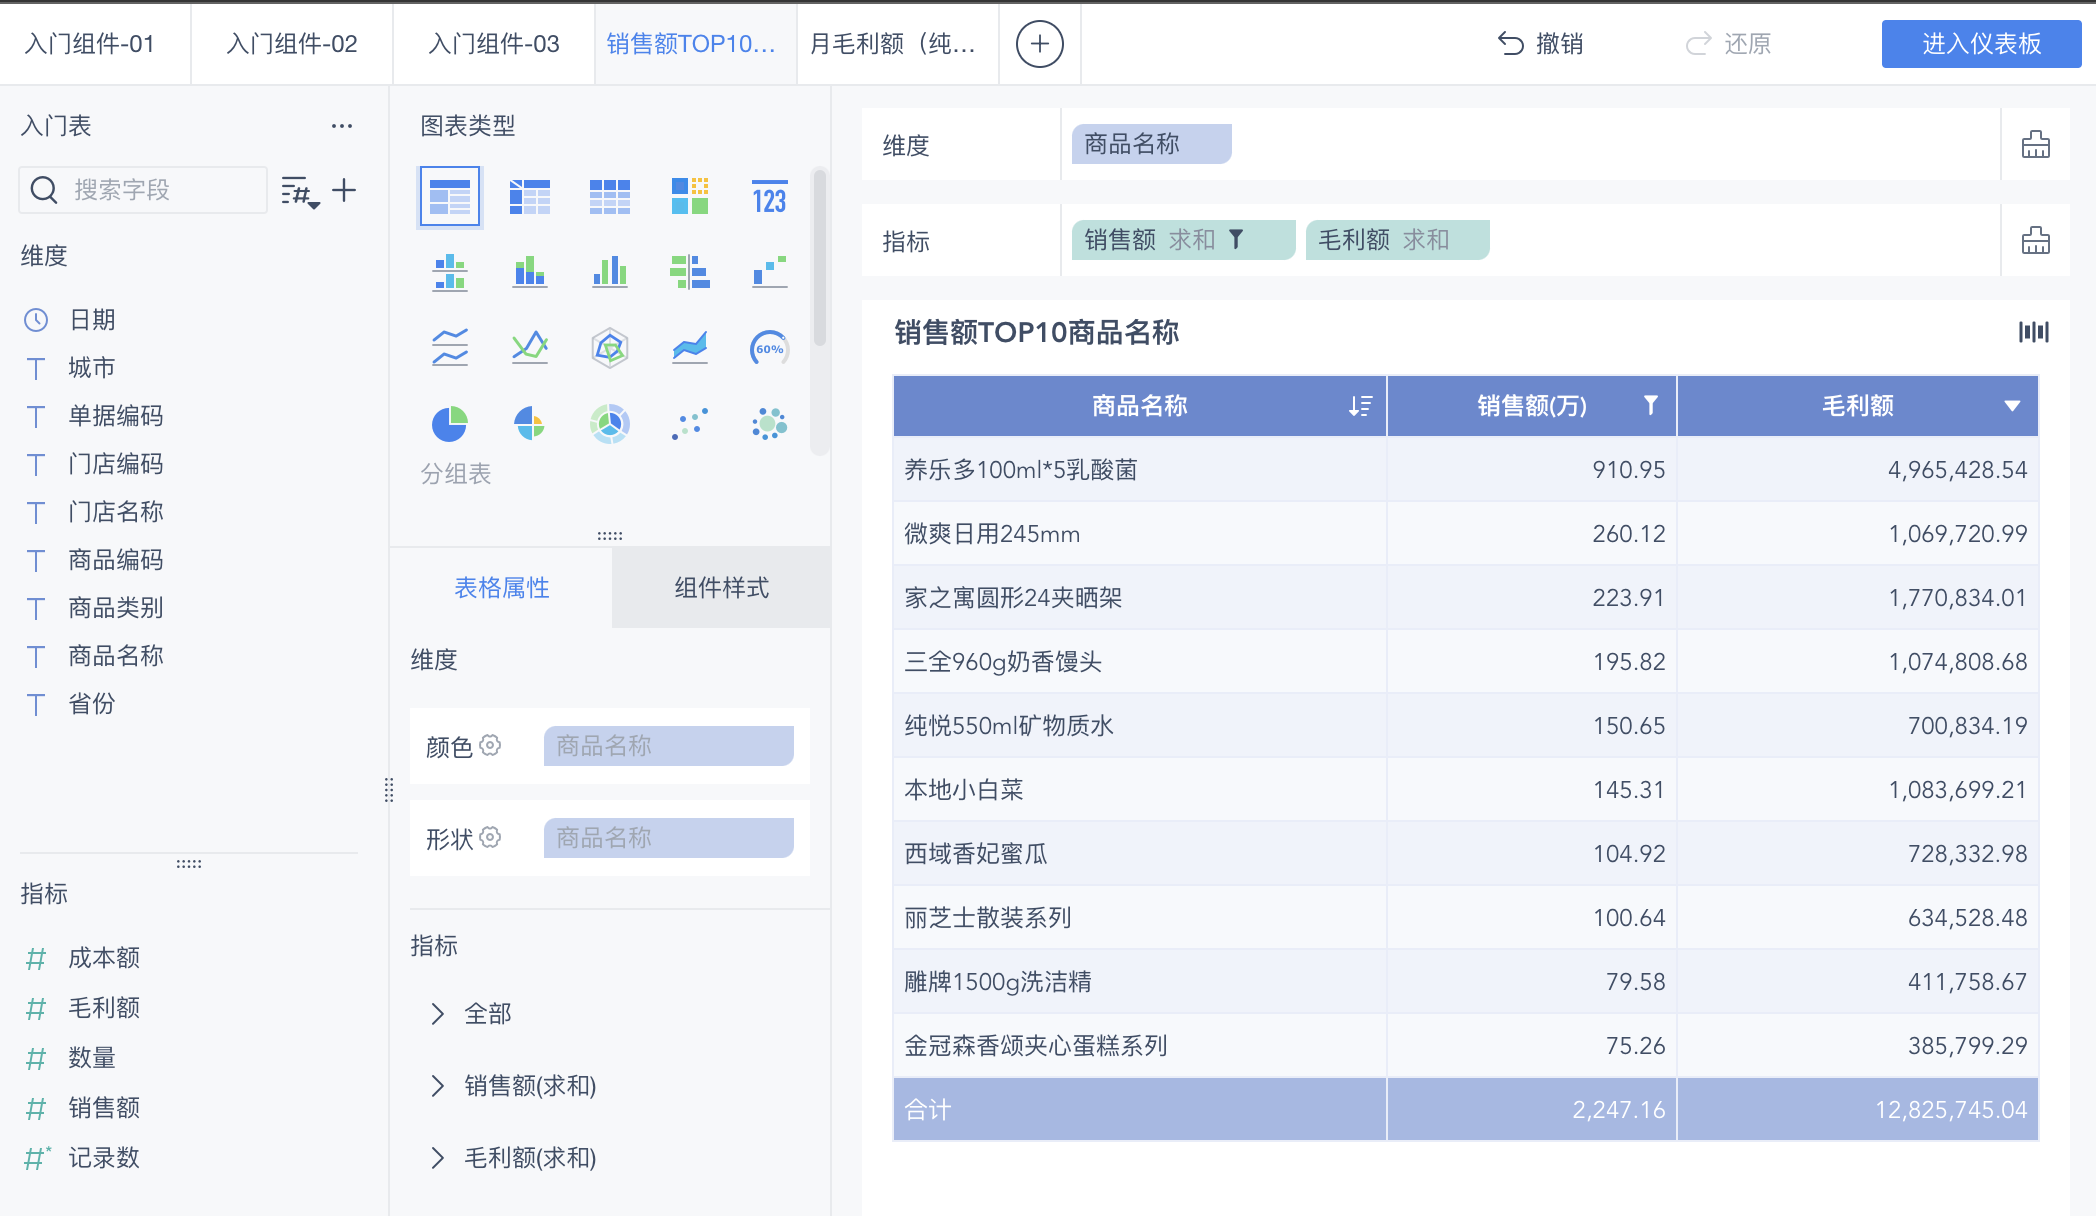 入门组件-01
入门组件-02
入门组件-03
销售额TOP10...
月毛利额（纯...
撤销
还原
进入仪表板
入门表
搜索字段
维度
日期
城市
单据编码
门店编码
门店名称
商品编码
商品类别
商品名称
省份
指标
成本额
毛利额
数量
销售额
记录数
图表类型
123
60%
分组表
表格属性
组件样式
维度
颜色 商品名称
形状 商品名称
指标
全部
销售额(求和)
毛利额(求和)
维度 商品名称
指标 销售额 求和 毛利额 求和
销售额TOP10商品名称
商品名称 销售额(万) 毛利额
养乐多100ml*5乳酸菌 910.95 4,965,428.54
微爽日用245mm 260.12 1,069,720.99
家之寓圆形24夹晒架 223.91 1,770,834.01
三全960g奶香馒头 195.82 1,074,808.68
纯悦550ml矿物质水 150.65 700,834.19
本地小白菜 145.31 1,083,699.21
西域香妃蜜瓜 104.92 728,332.98
丽芝士散装系列 100.64 634,528.48
雕牌1500g洗洁精 79.58 411,758.67
金冠森香颂夹心蛋糕系列 75.26 385,799.29
合计 2,247.16 12,825,745.04